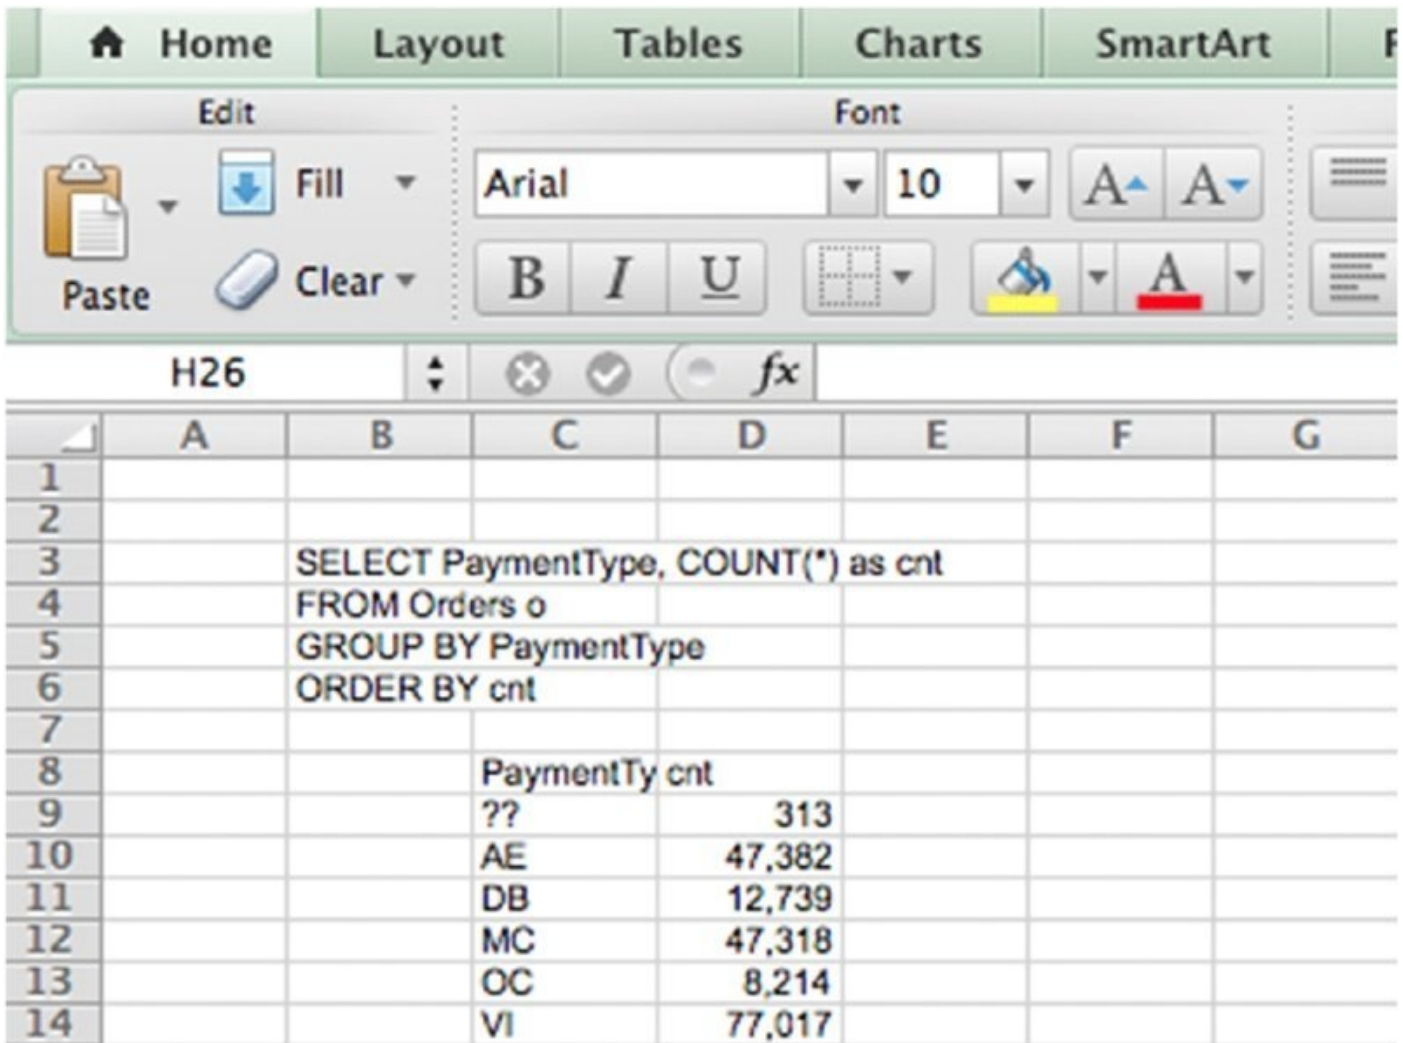 Home Layout Tables Charts SmartArt
Edit Font
Fill Arial 10 A A
Paste Clear B I U A
H26 fx
A B C D E F G
1
2
3 SELECT PaymentType, COUNT(*) as cnt
4 FROM Orders o
5 GROUP BY PaymentType
6 ORDER BY cnt
7
8 PaymentTy cnt
9 ?? 313
10 AE 47,382
11 DB 12,739
12 MC 47,318
13 OC 8,214
14 VI 77,017